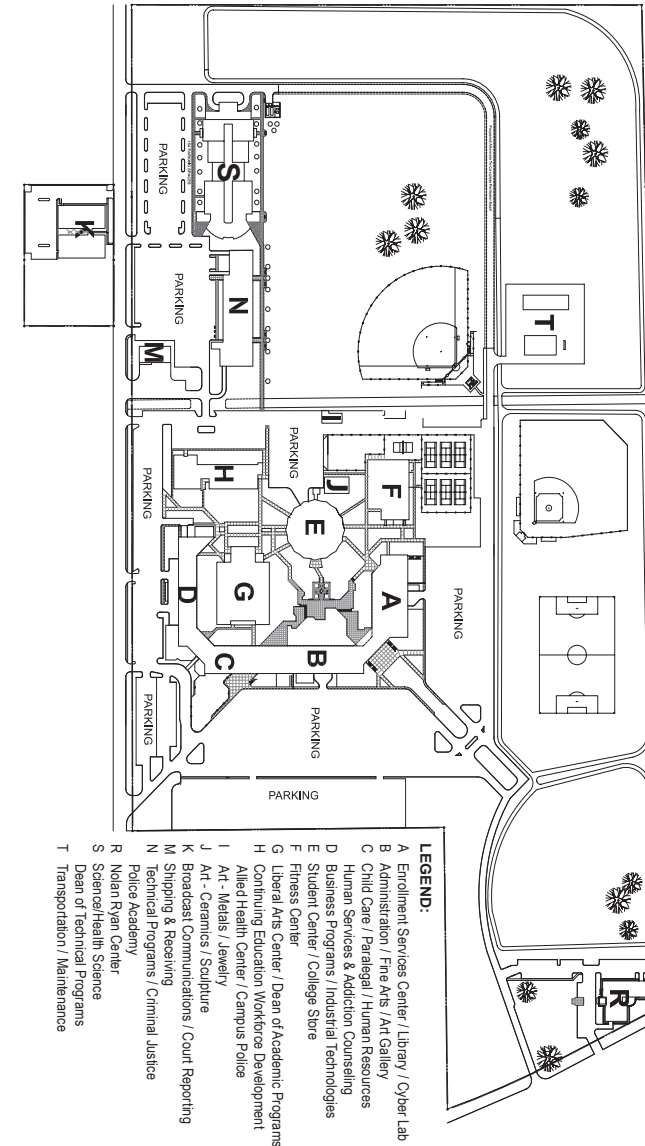 LEGEND:
A Enrollment Services Center / Library / Cyber Lab
B Administration / Fine Arts / Art Gallery
C Child Care / Paralegal / Human Resources
Human Services & Addiction Counseling
D Business Programs / Industrial Technologies
E Student Center / College Store
F Fitness Center
G Liberal Arts Center / Dean of Academic Programs
H Continuing Education Workforce Development
Allied Health Center / Campus Police
I Art - Metals / Jewelry
J Art - Ceramics / Sculpture
K Broadcast Communications / Court Reporting
M Shipping & Receiving
N Technical Programs / Criminal Justice
Police Academy
R Nolan Ryan Center
S Science/Health Science
Dean of Technical Programs
T Transportation / Maintenance
PARKING
S
K
PARKING
N
M
T
I
PARKING
PARKING
H
J
F
E
G
D
A
C
B
PARKING
PARKING
PARKING
PARKING
R